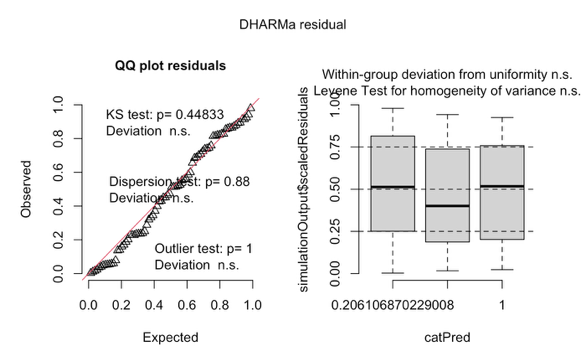 DHARMa residual
QQ plot residuals
KS test: p= 0.44833
Deviation n.s.
Dispersion test: p= 0.88
Deviation n.s.
Outlier test: p= 1
Deviation n.s.
Observed
0.0
0.2
0.4
0.6
0.8
1.0
0.0 0.2 0.4 0.6 0.8 1.0
Expected
Within-group deviation from uniformity n.s.
Levene Test for homogeneity of variance n.s.
simulationOutput$scaledResiduals
0.00
0.25
0.50
0.75
1.00
0.206106870229008 1
catPred